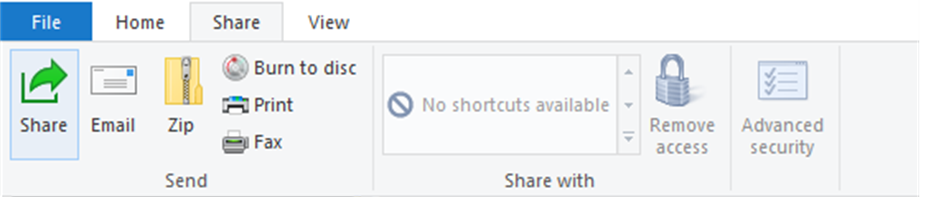 File Home Share View
Share Email Zip
Burn to disc
Print
Fax
Send
No shortcuts available
Remove
access
Share with
Advanced
security